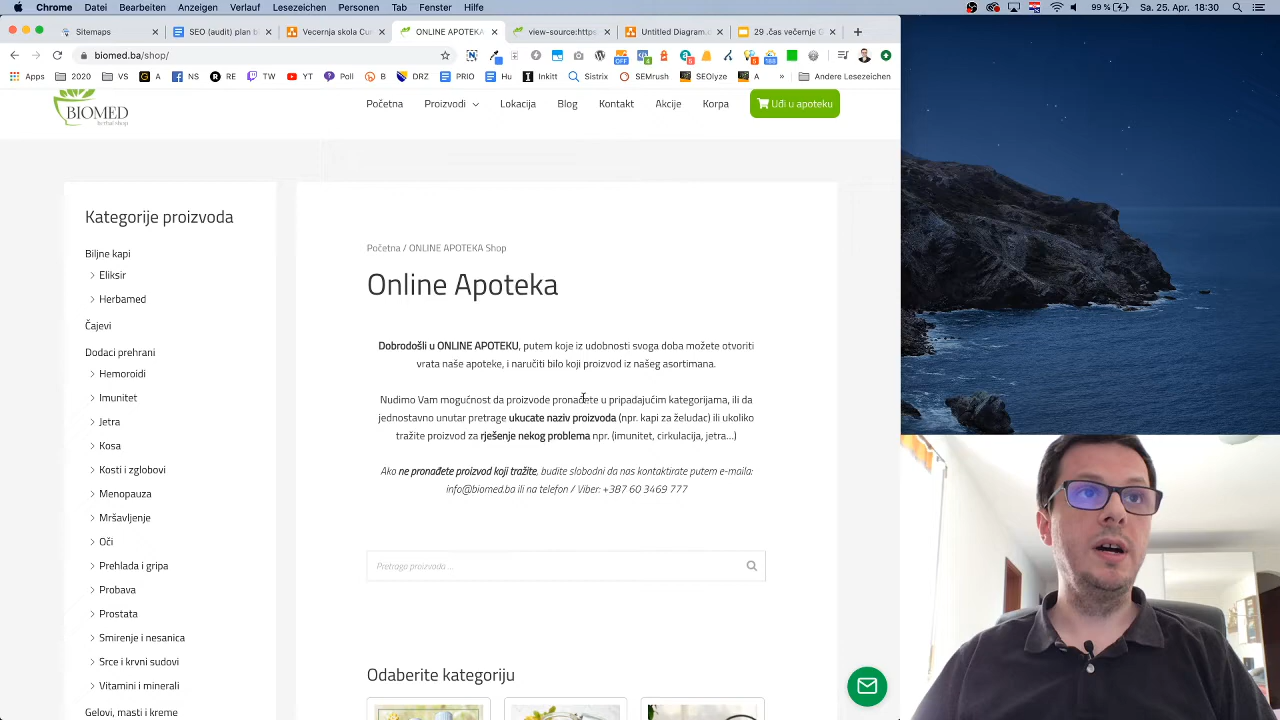 Chrome Datei Bearbeiten Anzeigen Verlauf Lesezeichen Personen Tab Fenster Hilfe 99 % Sa. 25. Apr. 18:30
Sitemaps SEO (audit) plan b Vecernja skola Cu ONLINE APOTEKA view-source:https Untitled Diagram.d 29 .čas večernje Č
biomed.ba/shop/
Apps 2020 VS G NS RE TW YT Poli B DRZ PRIO Hu Inkitt Sistrix SEMrush SEOlyze A » Andere Lesezeichen
BIOMED
herbal shop
Početna Proizvodi Lokacija Blog Kontakt Akcije Korpa Uđi u apoteku
Kategorije proizvoda
Biljne kapi
Eliksir
Herbamed
Čajevi
Dodaci prehrani
Hemoroidi
Imunitet
Jetra
Kosa
Kosti i zglobovi
Menopauza
Mršavljenje
Oči
Prehlada i gripa
Probava
Prostata
Smirenje i nesanica
Srce i krvni sudovi
Vitamini i minerali
Gelovi, masti i kreme
Početna / ONLINE APOTEKA Shop
Online Apoteka
Dobrodošli u ONLINE APOTEKU, putem koje iz udobnosti svoga doba možete otvoriti
vrata naše apoteke, i naručiti bilo koji proizvod iz našeg asortimana.
Nudimo Vam mogućnost da proizvode pronađete u pripadajućim kategorijama, ili da
jednostavno unutar pretrage ukucate naziv proizvoda (npr. kapi za želudac) ili ukoliko
tražite proizvod za rješenje nekog problema npr. (imunitet, cirkulacija, jetra...)
Ako ne pronađete proizvod koji tražite, budite slobodni da nas kontaktirate putem e-maila:
info@biomed.ba ili na telefon / Viber: +387 60 3469 777
Pretraga proizvoda ...
Odaberite kategoriju